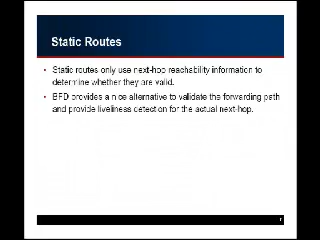 Static Routes
• Static routes only use next-hop reachability information to
determine whether they are valid.
• BFD provides a nice alternative to validate the forwarding path
and provide liveliness detection for the actual next-hop.